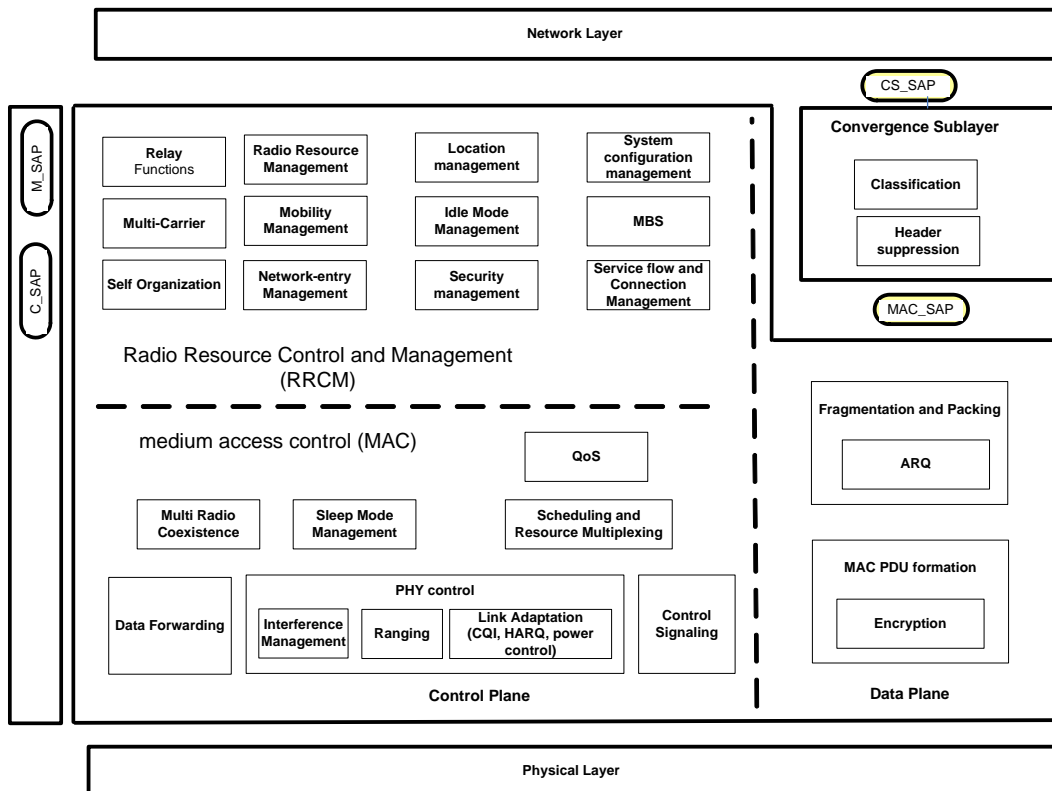 Network Layer
CS_SAP
M_SAP
C_SAP
Relay
Functions
Radio Resource
Management
Location
management
System
configuration
management
Multi-Carrier
Mobility
Management
Idle Mode
Management
MBS
Self Organization
Network-entry
Management
Security
management
Service flow and
Connection
Management
Radio Resource Control and Management
(RRCM)
Convergence Sublayer
Classification
Header
suppression
MAC_SAP
medium access control (MAC)
QoS
Multi Radio
Coexistence
Sleep Mode
Management
Scheduling and
Resource Multiplexing
Data Forwarding
PHY control
Interference
Management
Ranging
Link Adaptation
(CQI, HARQ, power
control)
Control
Signaling
Control Plane
Fragmentation and Packing
ARQ
MAC PDU formation
Encryption
Data Plane
Physical Layer